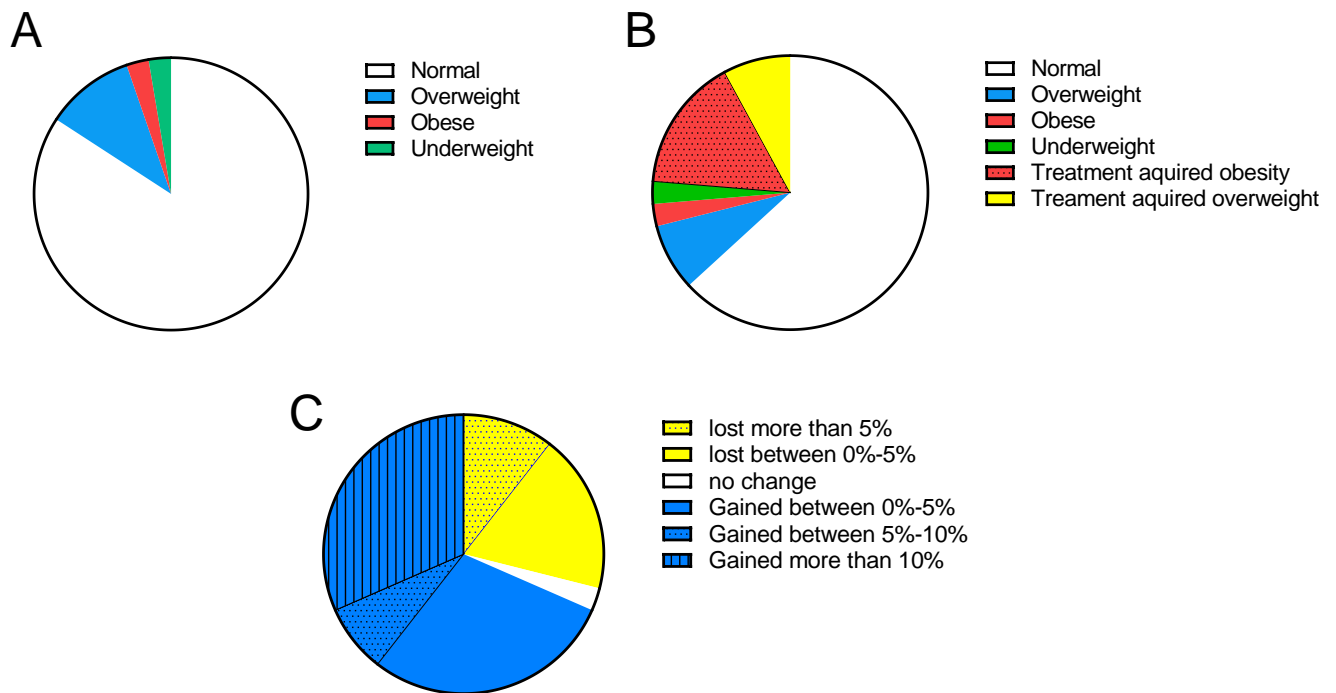 A
Normal
Overweight
Obese
Underweight
B
Normal
Overweight
Obese
Underweight
Treatment aquired obesity
Treament aquired overweight
C
lost more than 5%
lost between 0%-5%
no change
Gained between 0%-5%
Gained between 5%-10%
Gained more than 10%